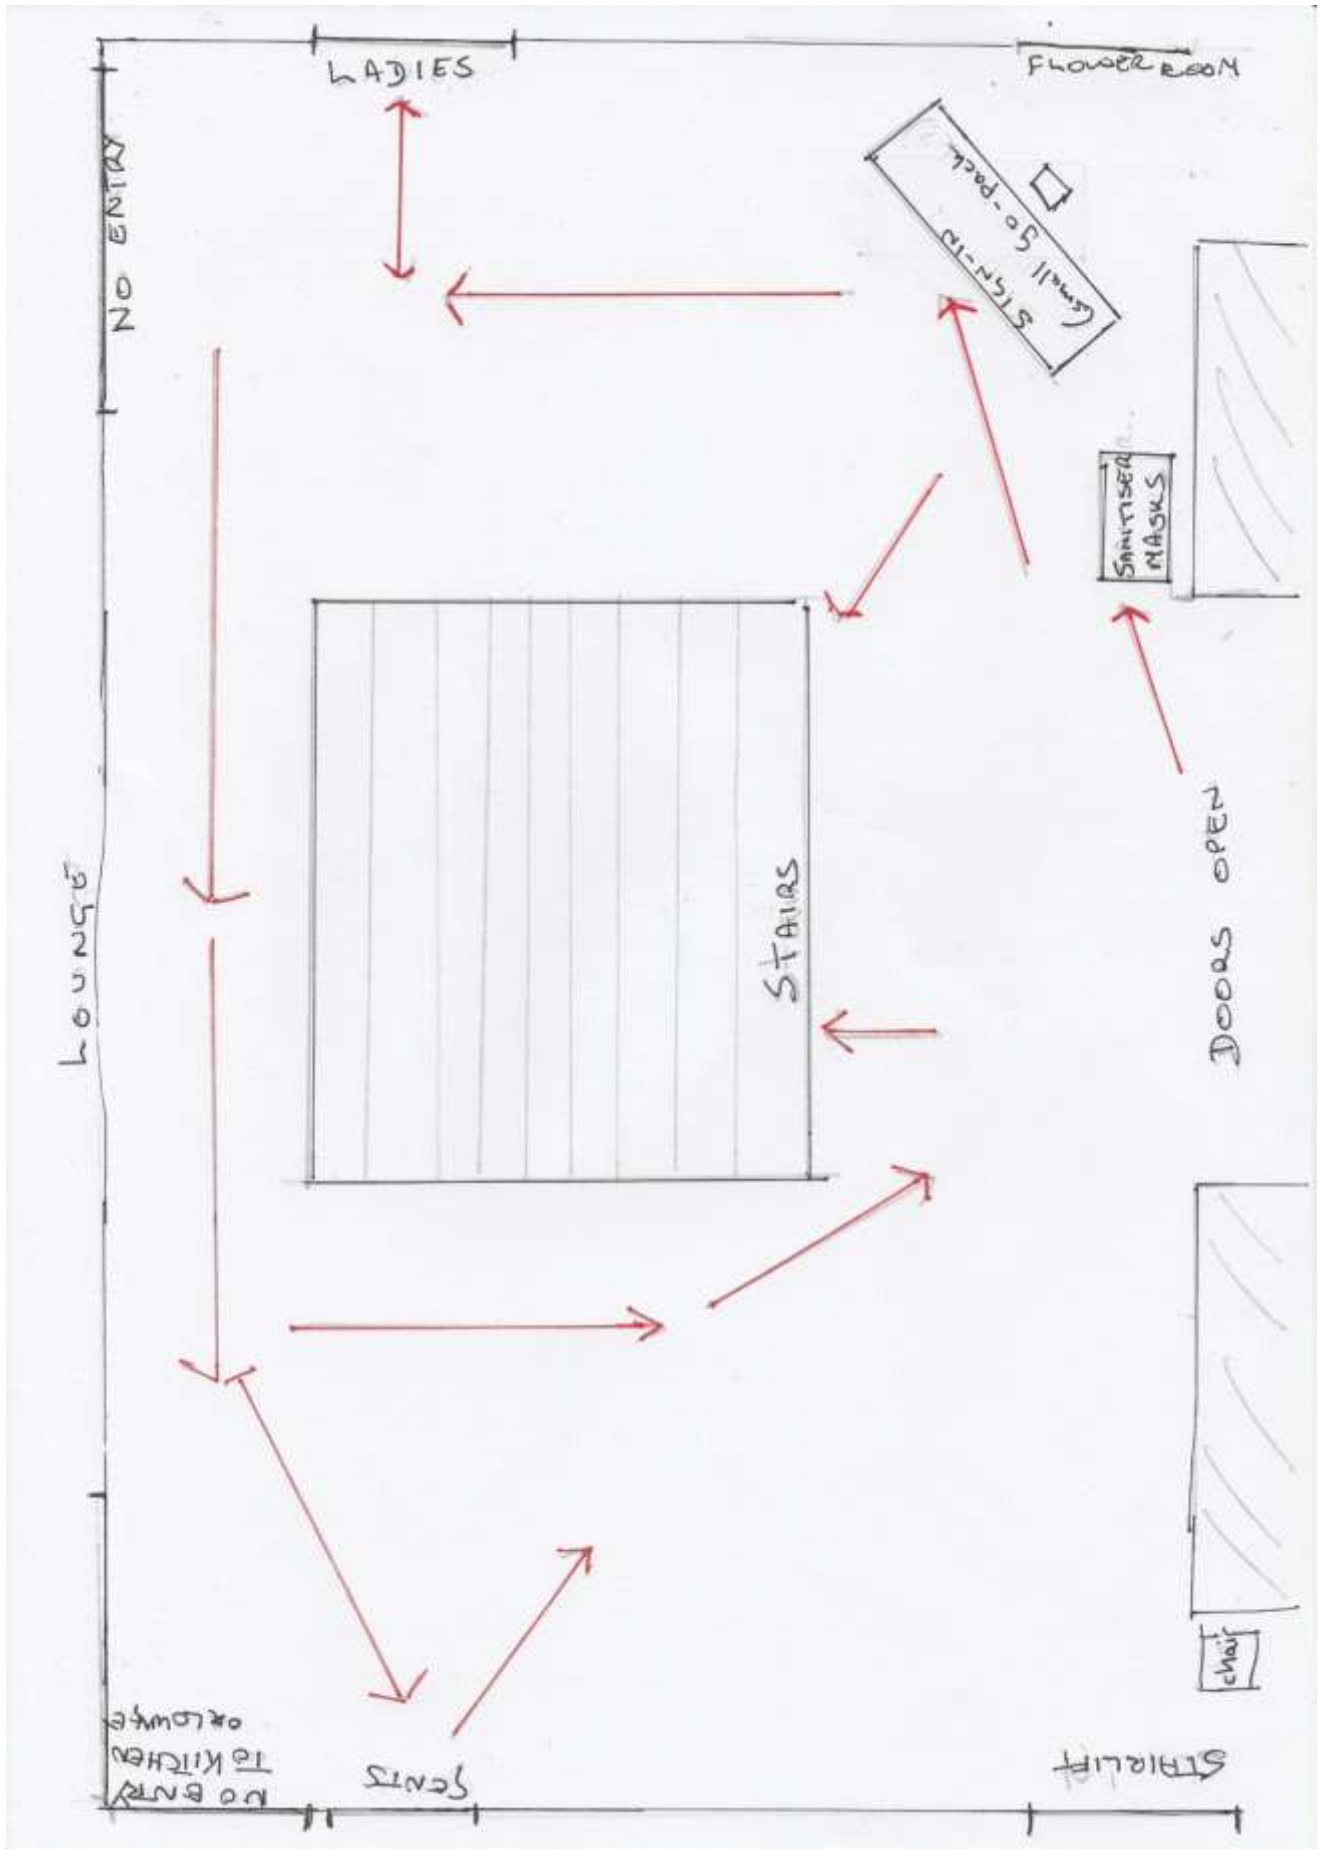 LADIES
FLOWER ROOM
NO ENTRY
SIGN-IN
(small go-pack
SANITISER
MASKS
LOUNGE
STAIRS
DOORS OPEN
chair
STAIRLIFT
GENTS
NO ENTRY
TO KITCHEN
OR LOUNGE